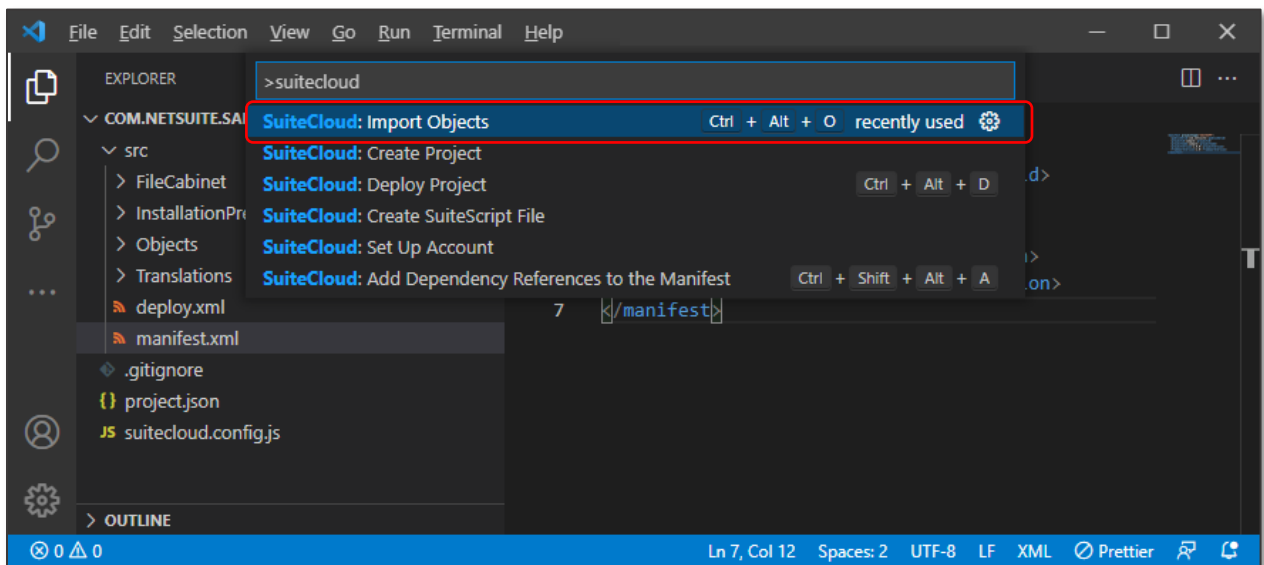 File Edit Selection View Go Run Terminal Help
EXPLORER
>suitecloud
COM.NETSUITE.SA
SuiteCloud: Import Objects Ctrl + Alt + O recently used
src
SuiteCloud: Create Project
FileCabinet
SuiteCloud: Deploy Project Ctrl + Alt + D
d>
InstallationPre
SuiteCloud: Create SuiteScript File
Objects
SuiteCloud: Set Up Account
Translations
SuiteCloud: Add Dependency References to the Manifest Ctrl + Shift + Alt + A
on>
deploy.xml
7 </manifest>
manifest.xml
.gitignore
{} project.json
JS suitecloud.config.js
OUTLINE
0 0 Ln 7, Col 12 Spaces: 2 UTF-8 LF XML Prettier